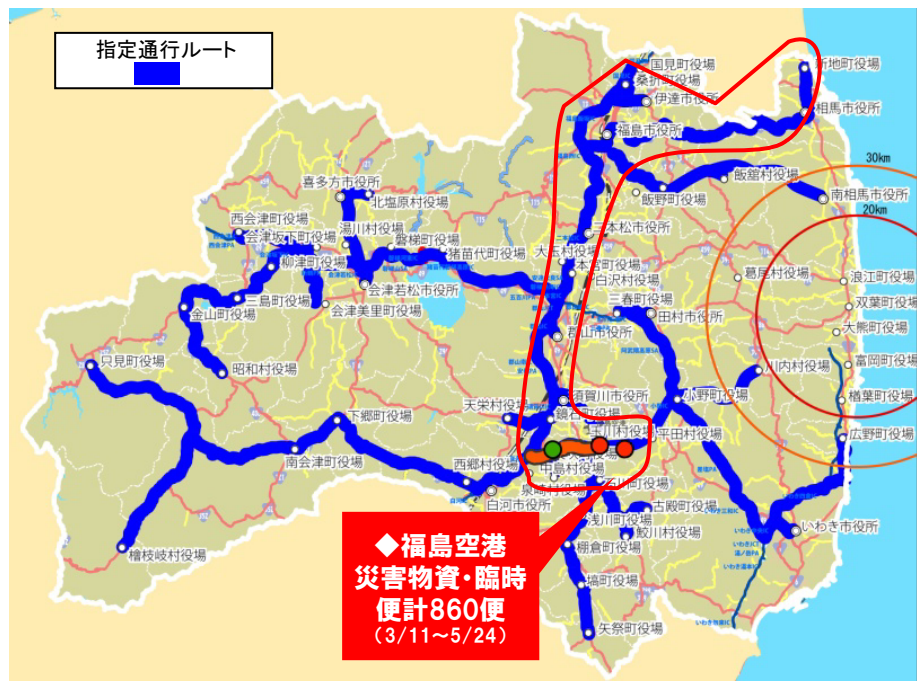 指定通行ルート
国見町役場
桑折町役場
伊達市役所
新地町役場
相馬市役所
福島市役所
30km
飯舘村役場
飯野町役場
南相馬市役所
喜多方市役所
北塩原村役場
20km
西会津町役場
会津坂下町役場
湯川村役場
磐梯町役場
猪苗代町役場
二本松市役所
大玉村役場
本宮町役場
白沢村役場
柳津町役場
葛尾村役場
浪江町役場
会津若松市役所
三島町役場
金山町役場
会津美里町役場
三春町役場
田村市役所
双葉町役場
大熊町役場
郡山市役所
只見町役場
昭和村役場
川内村役場
富岡町役場
楢葉町役場
須賀川市役所
小野町役場
天栄村役場
鏡石町役場
下郷町役場
玉川村役場
平田村役場
広野町役場
南会津町役場
西郷村役場
中島村役場
泉崎村役場
石川町役場
白河市役所
古殿町役場
浅川町役場
鮫川村役場
いわき市役所
棚倉町役場
檜枝岐村役場
塙町役場
矢祭町役場
◆福島空港
災害物資・臨時
便計860便
（3/11～5/24）